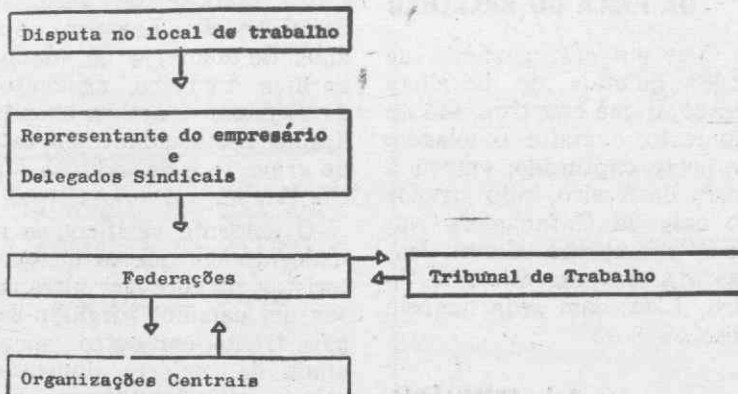 Disputa no local de trabalho
Representante do empresário
e
Delegados Sindicais
Federações
Tribunal de Trabalho
Organizações Centrais